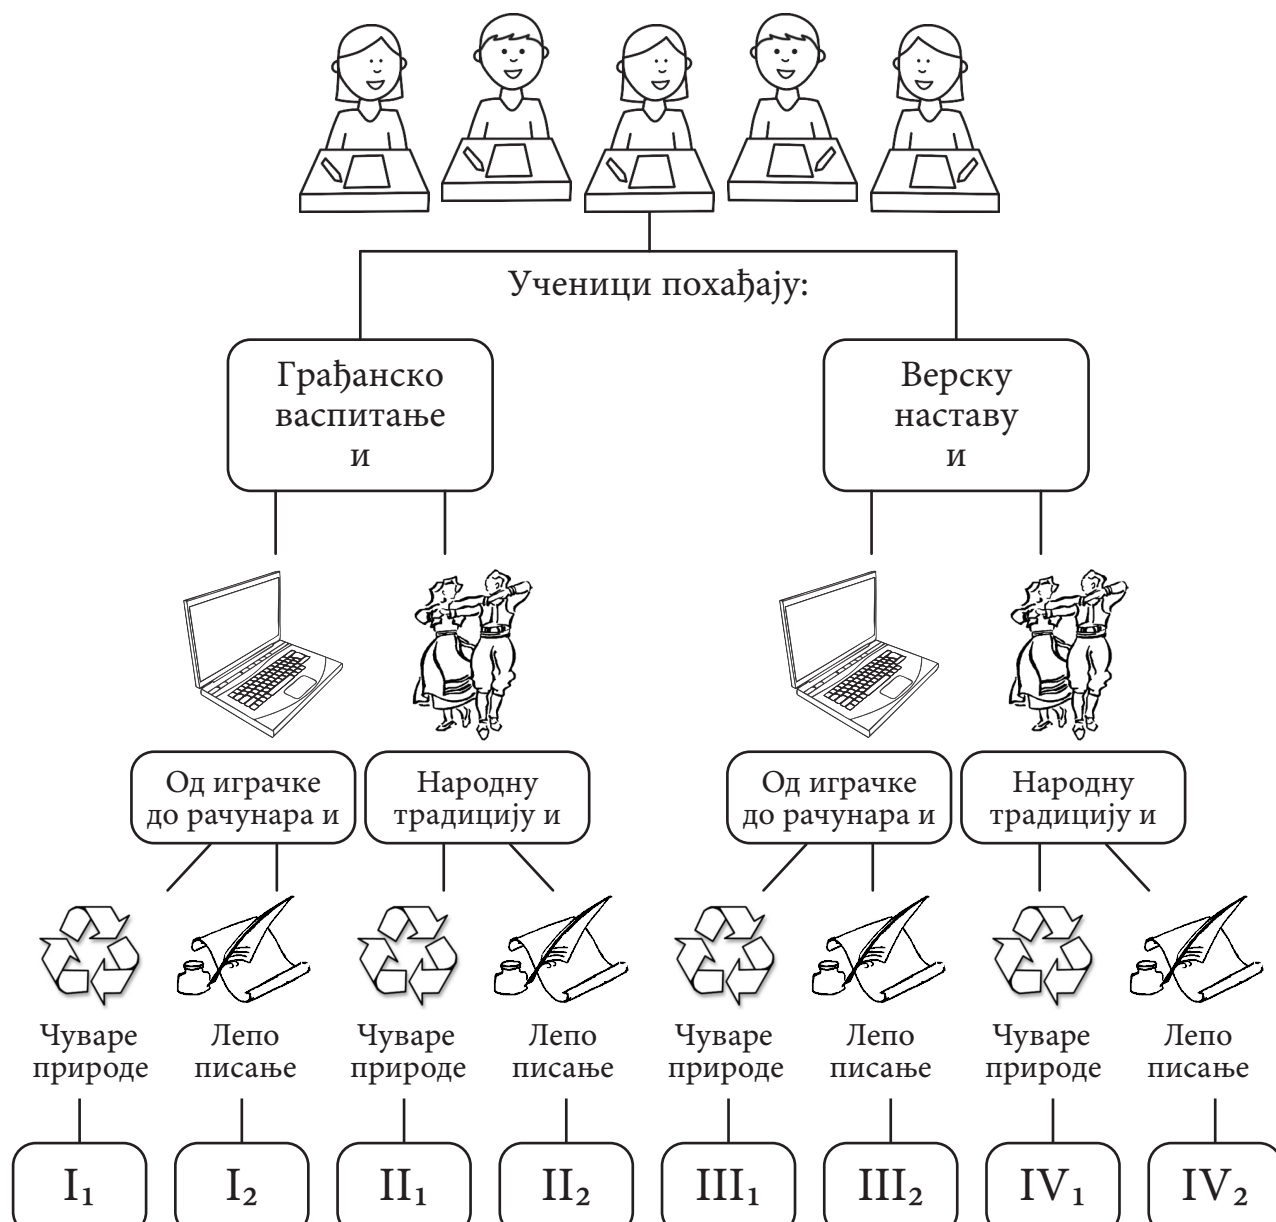 Ученици похађају:
Грађанско
васпитање
и
Верску
наставу
и
Од играчке
до рачунара и
Народну
традицију и
Од играчке
до рачунара и
Народну
традицију и
Чуваре
природе
Лепо
писање
Чуваре
природе
Лепо
писање
Чуваре
природе
Лепо
писање
Чуваре
природе
Лепо
писање
I₁
I₂
II₁
II₂
III₁
III₂
IV₁
IV₂